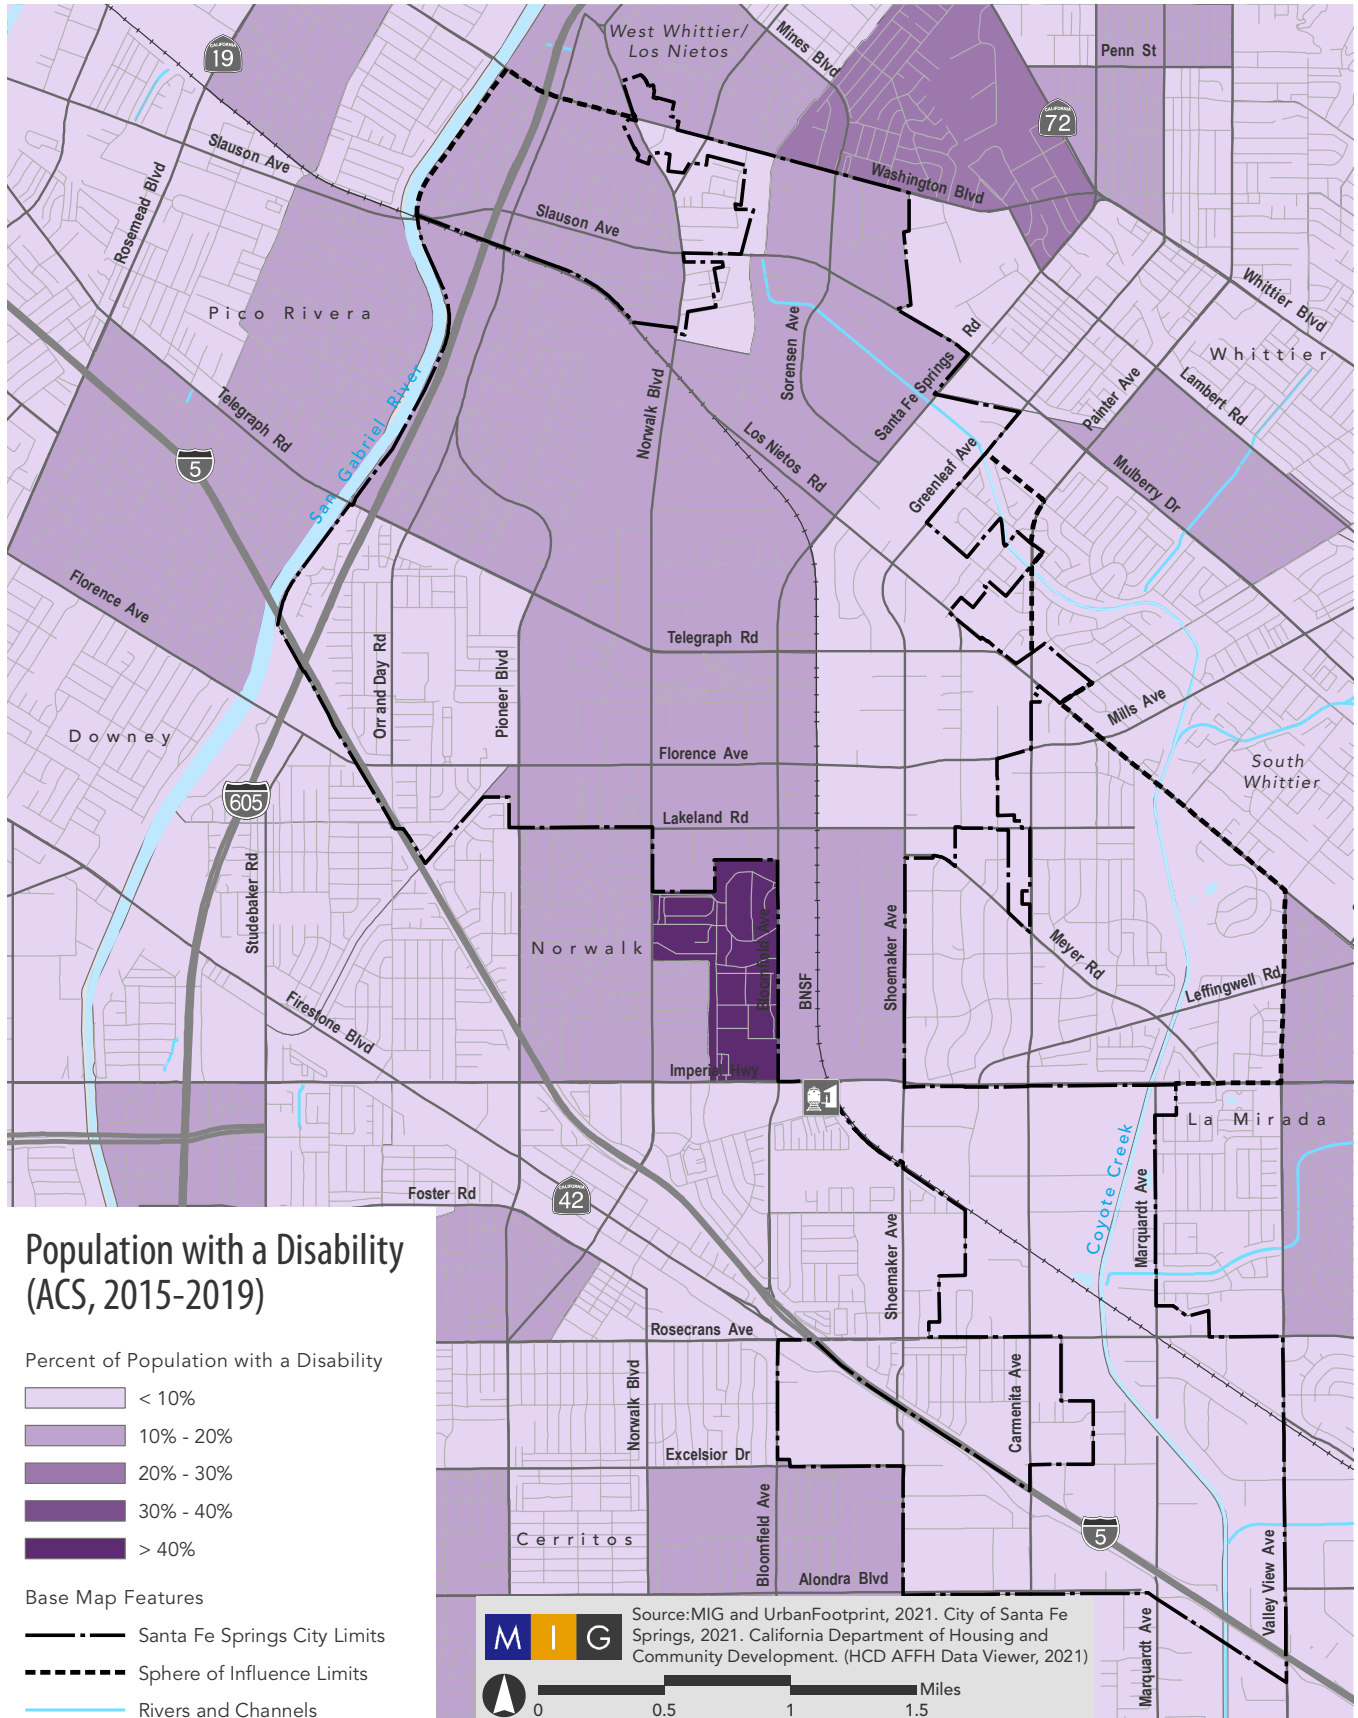 West Whittier/
Los Nietos
Mines Blvd
Penn St
CALIFORNIA
19
CALIFORNIA
72
Slauson Ave
Rosemead Blvd
Washington Blvd
Slauson Ave
Whittier Blvd
Pico Rivera
Sorensen Ave
Santa Fe Springs Rd
Whittier
Painter Ave
Lambert Rd
Telegraph Rd
San Gabriel River
Norwalk Blvd
Los Nietos Rd
Greenleaf Ave
Mulberry Dr
5
Florence Ave
Orr and Day Rd
Pioneer Blvd
Telegraph Rd
Mills Ave
Downey
Florence Ave
South
Whittier
605
Lakeland Rd
Studebaker Rd
Norwalk
Bloomfield Ave
BNSF
Shoemaker Ave
Meyer Rd
Leffingwell Rd
Firestone Blvd
Imperial Hwy
La Mirada
Coyote Creek
Marquardt Ave
Foster Rd
CALIFORNIA
42
Shoemaker Ave
Rosecrans Ave
Norwalk Blvd
Carmenita Ave
Excelsior Dr
Bloomfield Ave
Cerritos
5
Valley View Ave
Alondra Blvd
Marquardt Ave
Population with a Disability
(ACS, 2015-2019)
Percent of Population with a Disability
< 10%
10% - 20%
20% - 30%
30% - 40%
> 40%
Base Map Features
Santa Fe Springs City Limits
Sphere of Influence Limits
Rivers and Channels
M I G
Source:MIG and UrbanFootprint, 2021. City of Santa Fe
Springs, 2021. California Department of Housing and
Community Development. (HCD AFFH Data Viewer, 2021)
Miles
0 0.5 1 1.5